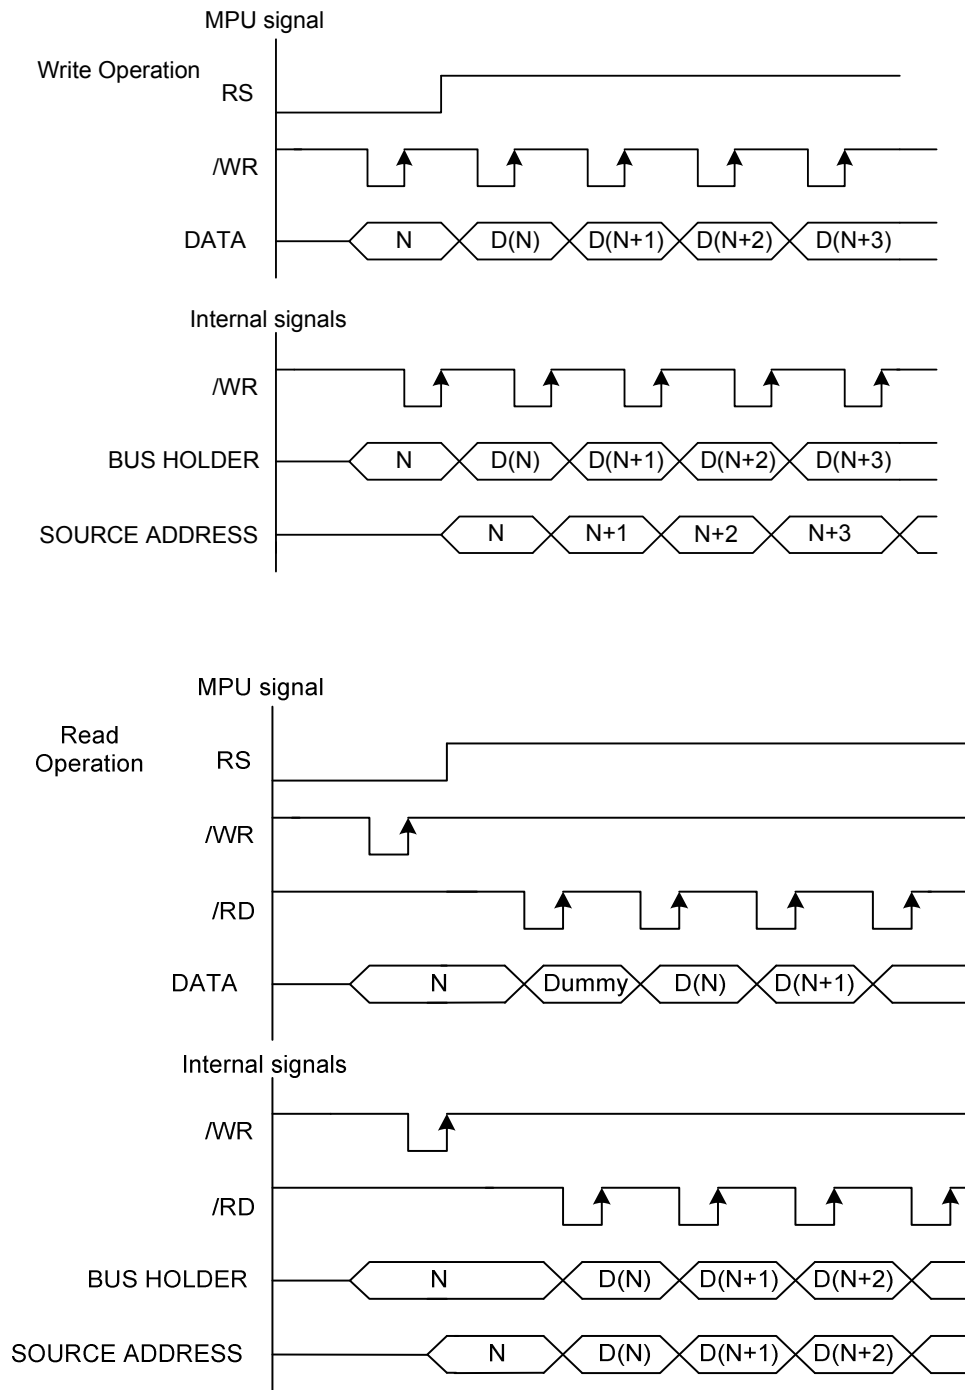 MPU signal
Write Operation
RS
/WR
DATA N D(N) D(N+1) D(N+2) D(N+3)
Internal signals
/WR
BUS HOLDER N D(N) D(N+1) D(N+2) D(N+3)
SOURCE ADDRESS N N+1 N+2 N+3
MPU signal
Read
Operation
RS
/WR
/RD
DATA N Dummy D(N) D(N+1)
Internal signals
/WR
/RD
BUS HOLDER N D(N) D(N+1) D(N+2)
SOURCE ADDRESS N D(N) D(N+1) D(N+2)